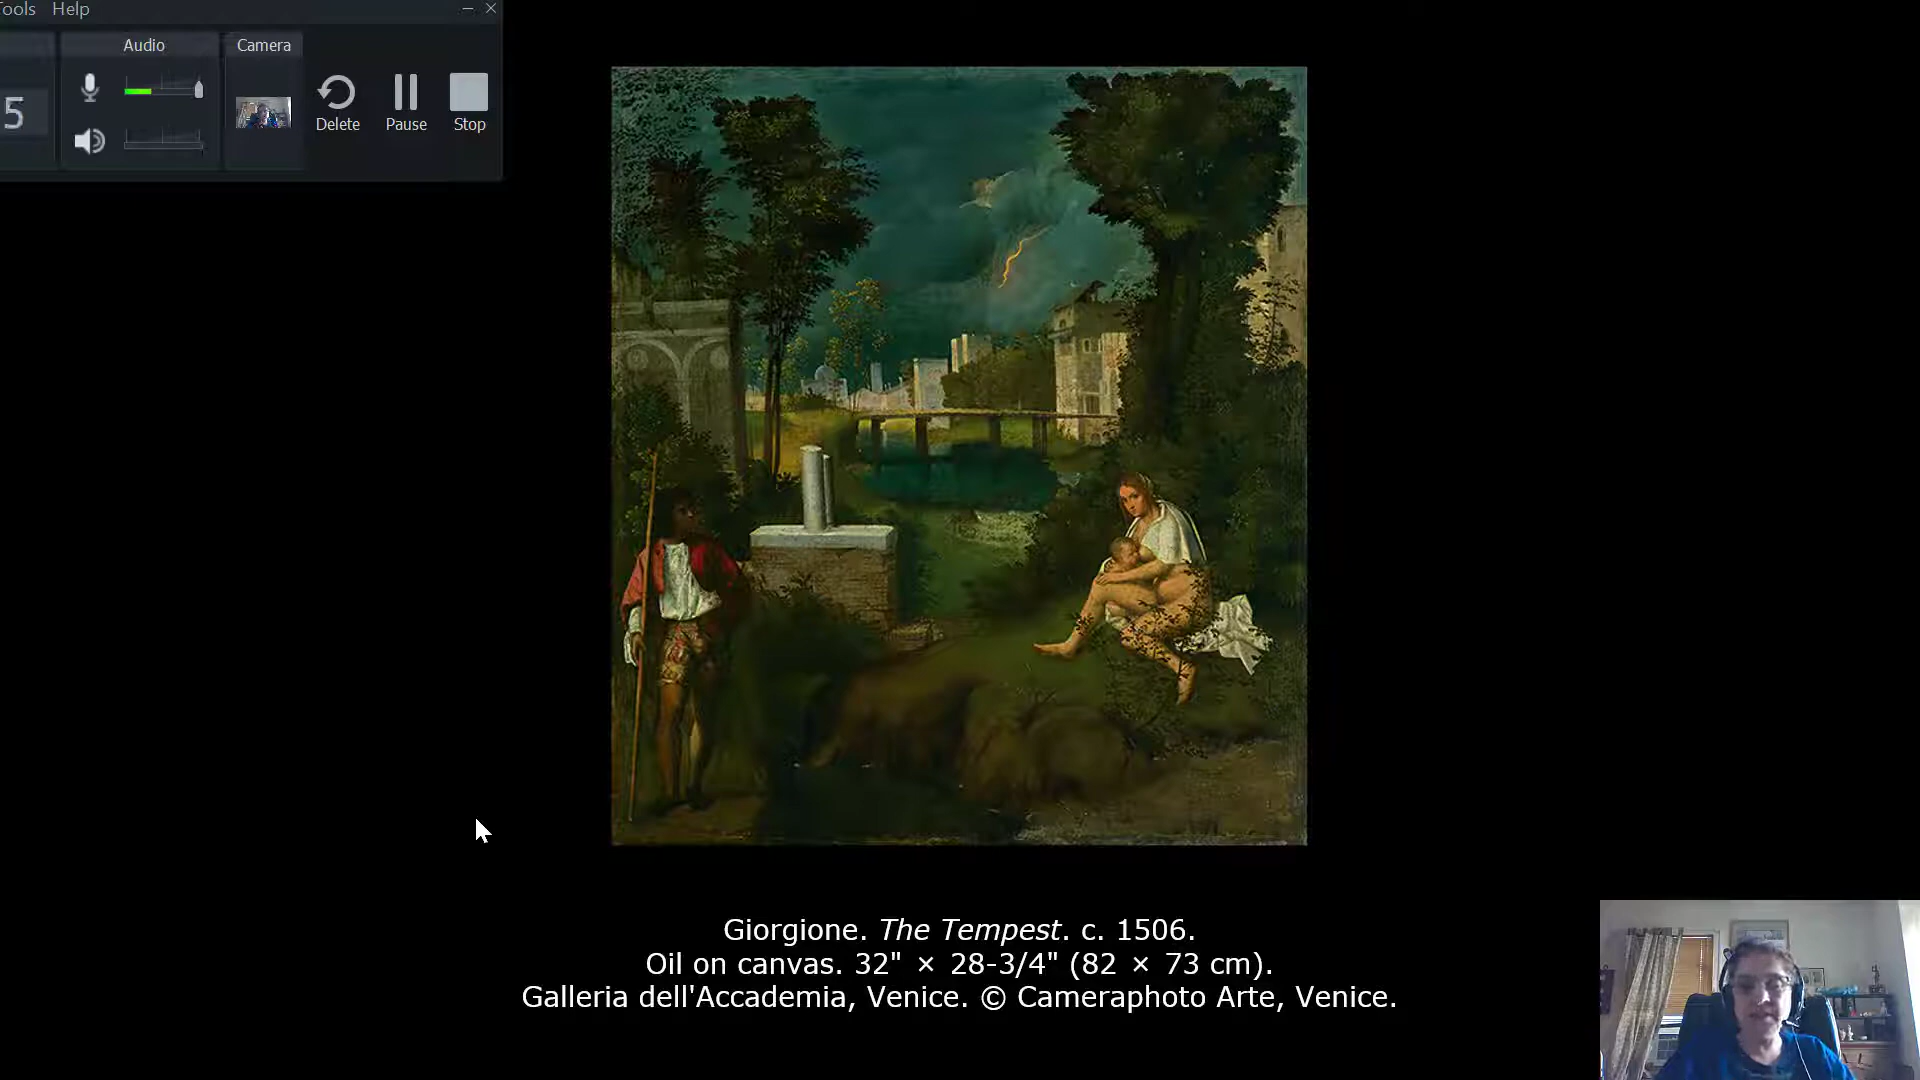 Tools Help
Audio
Camera
5
Delete
Pause
Stop
Giorgione. The Tempest. c. 1506.
Oil on canvas. 32" × 28-3/4" (82 × 73 cm).
Galleria dell'Accademia, Venice. © Cameraphoto Arte, Venice.